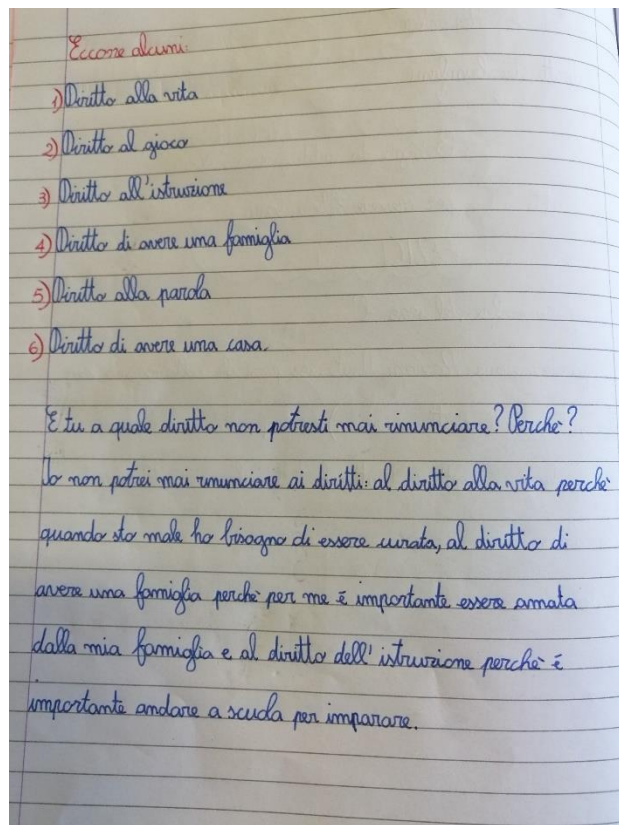 Eccone alcuni:
1) Diritto alla vita
2) Diritto al gioco
3) Diritto all'istruzione
4) Diritto di avere una famiglia
5) Diritto alla parola
6) Diritto di avere una casa.
E tu a quale diritto non potresti mai rinunciare? Perché?
Io non potrei mai rinunciare ai diritti: al diritto alla vita perché
quando sto male ho bisogno di essere curata, al diritto di
avere una famiglia perché per me è importante essere amata
dalla mia famiglia e al diritto dell'istruzione perché è
importante andare a scuola per imparare.